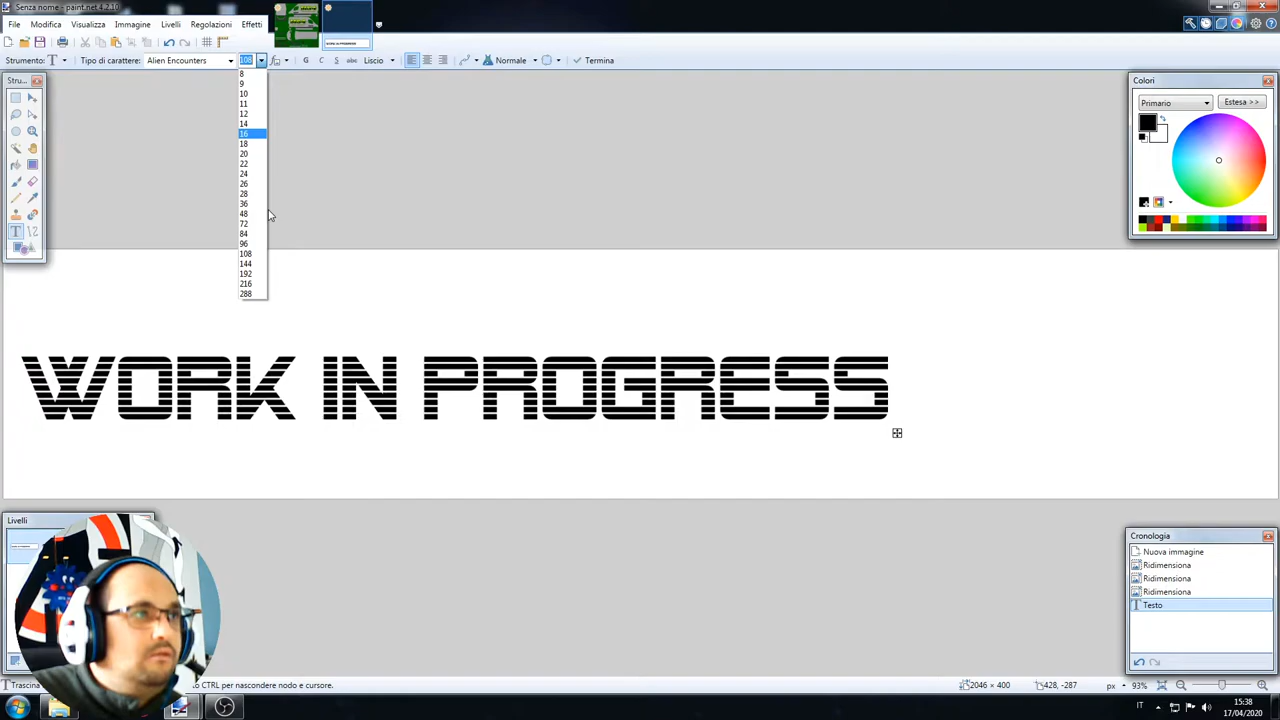 Senza nome - paint.net 4.2.10
File Modifica Visualizza Immagine Livelli Regolazioni Effetti
Strumento: T Tipo di carattere: Alien Encounters 108 G C S abc Liscio Normale Termina
Stru...
8
9
10
11
12
14
16
18
20
22
24
26
28
36
48
72
84
96
108
144
192
216
288
Colori
Primario Estesa >>
WORK IN PROGRESS
Livelli
Cronologia
Nuova immagine
Ridimensiona
Ridimensiona
Ridimensiona
T Testo
Trascina
CTRL per nascondere nodo e cursore.
2046 × 400 428, -287 px 93%
IT 15:38
17/04/2020